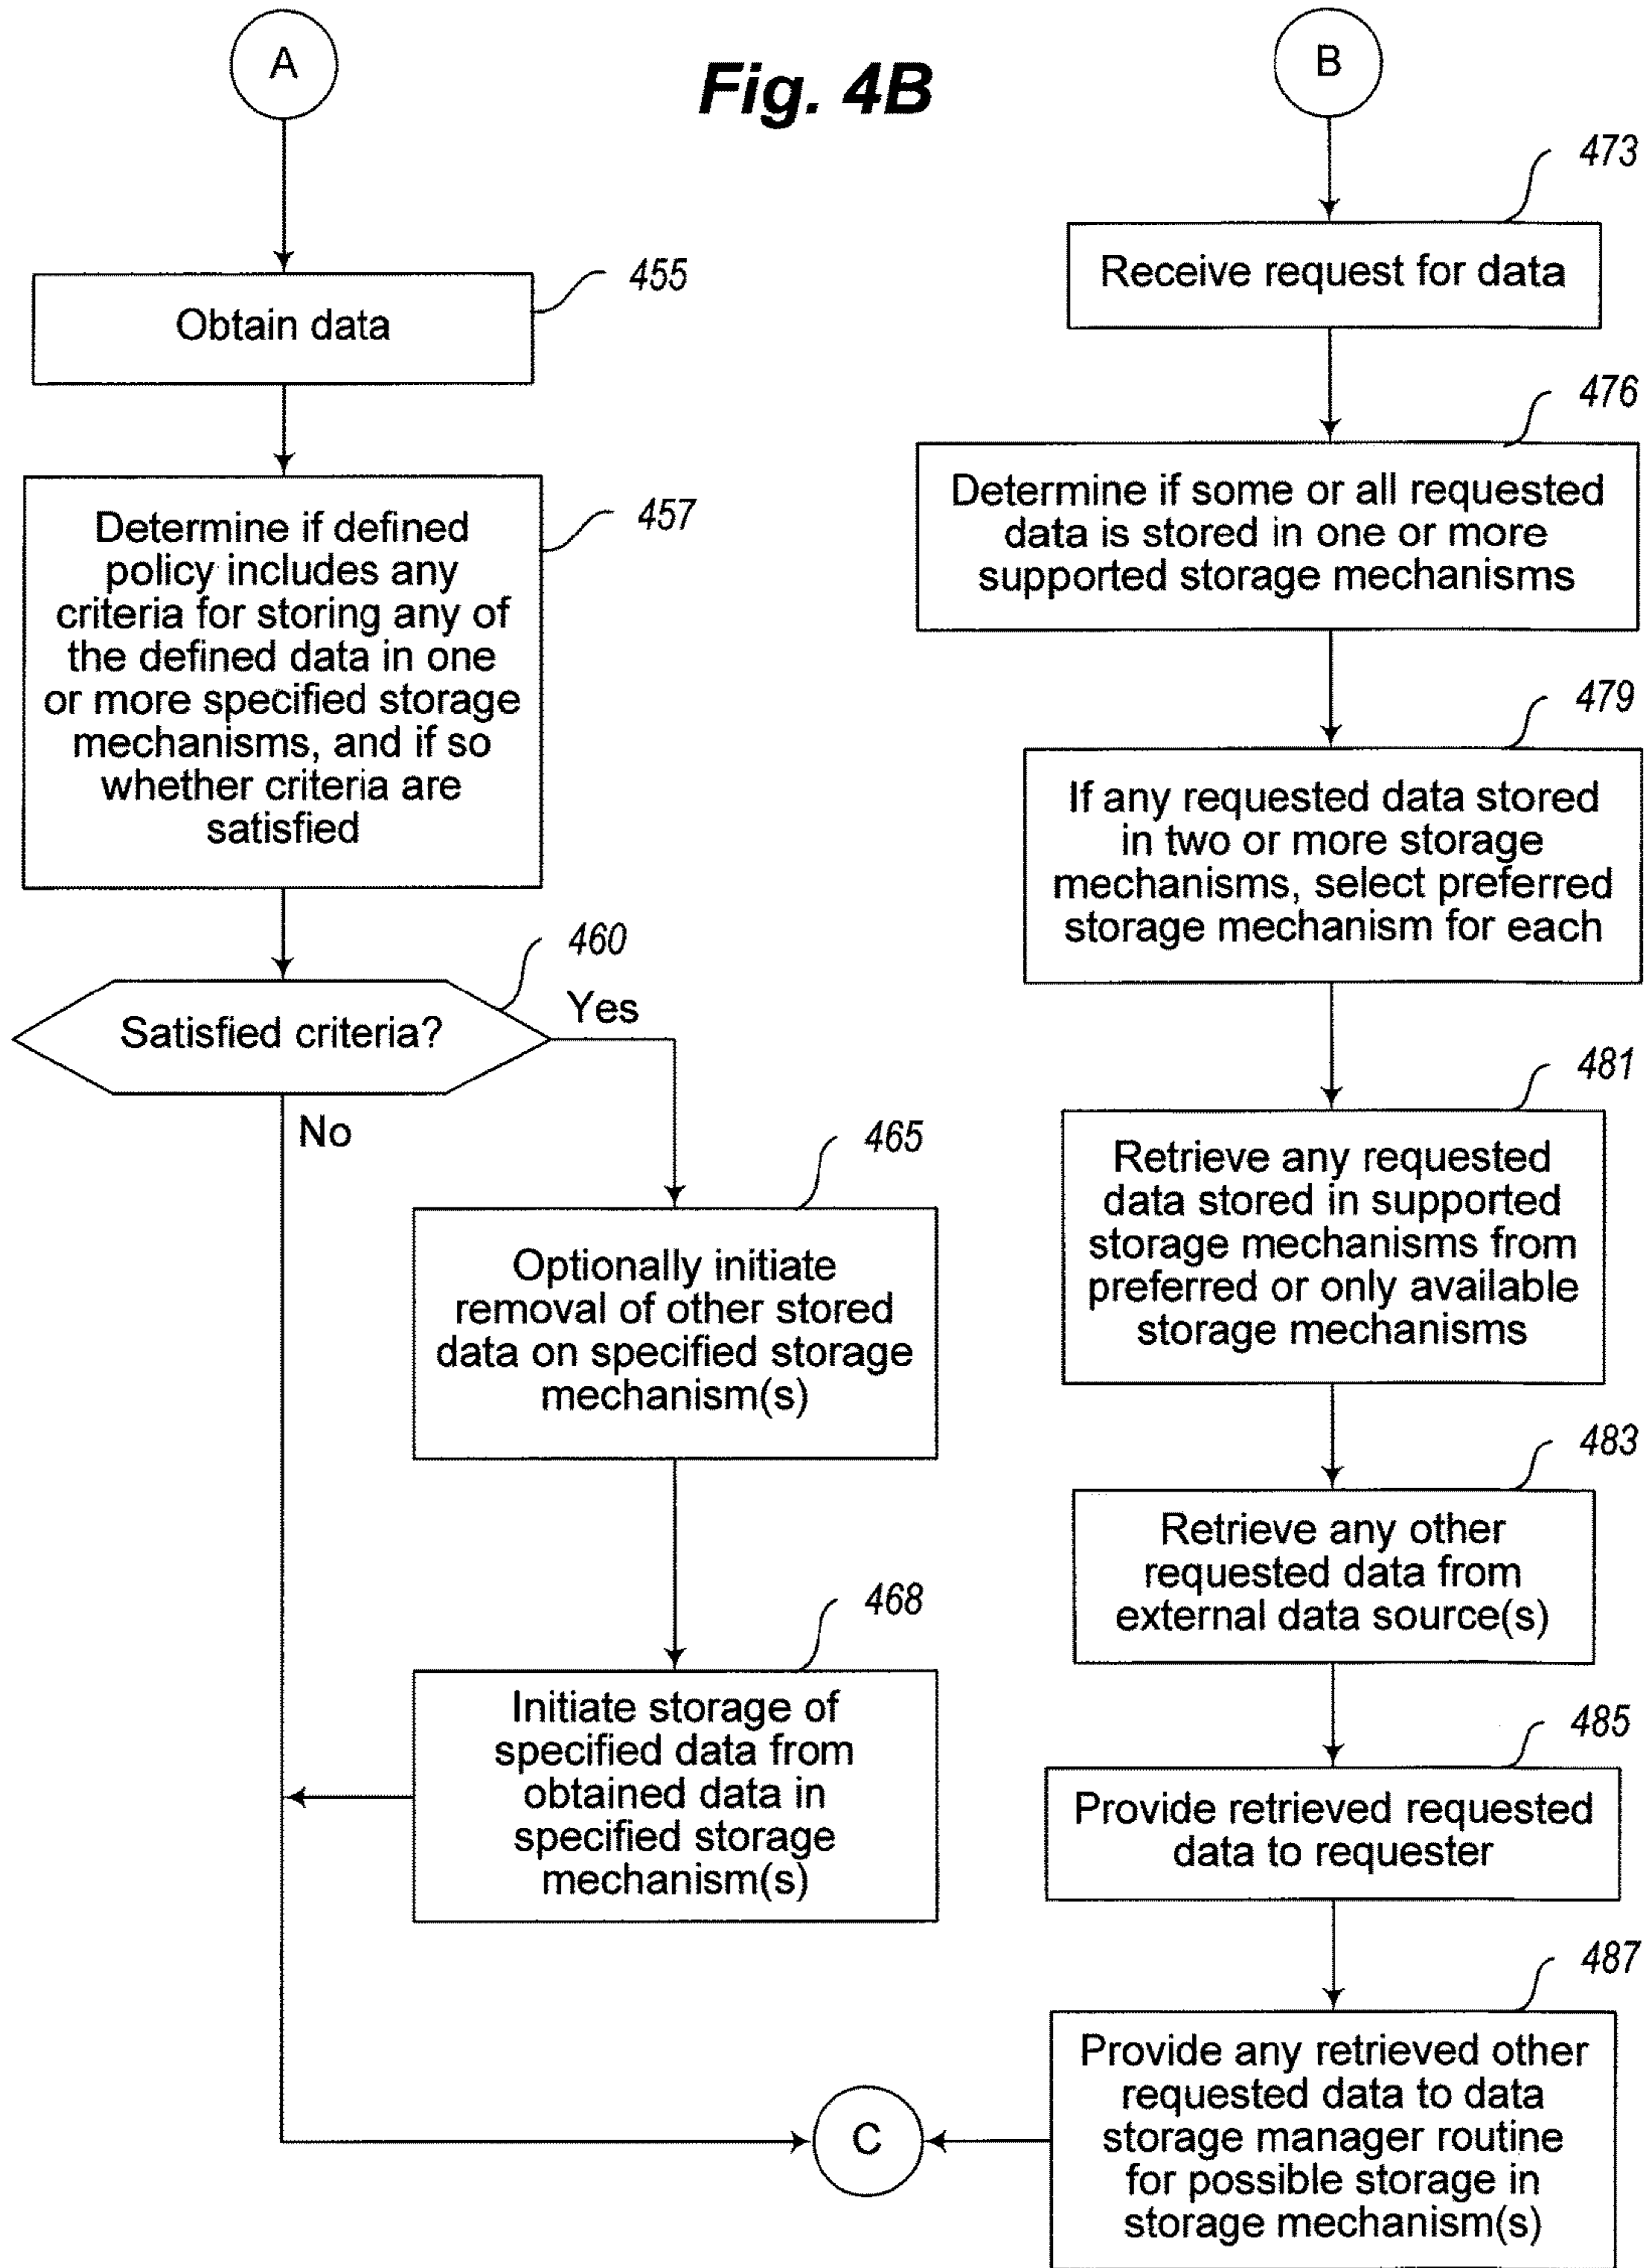 A
Fig. 4B
B
455
Obtain data
457
Determine if defined
policy includes any
criteria for storing any of
the defined data in one
or more specified storage
mechanisms, and if so
whether criteria are
satisfied
460
Satisfied criteria?
Yes
No
465
Optionally initiate
removal of other stored
data on specified storage
mechanism(s)
468
Initiate storage of
specified data from
obtained data in
specified storage
mechanism(s)
473
Receive request for data
476
Determine if some or all requested
data is stored in one or more
supported storage mechanisms
479
If any requested data stored
in two or more storage
mechanisms, select preferred
storage mechanism for each
481
Retrieve any requested
data stored in supported
storage mechanisms from
preferred or only available
storage mechanisms
483
Retrieve any other
requested data from
external data source(s)
485
Provide retrieved requested
data to requester
487
Provide any retrieved other
requested data to data
storage manager routine
for possible storage in
storage mechanism(s)
C